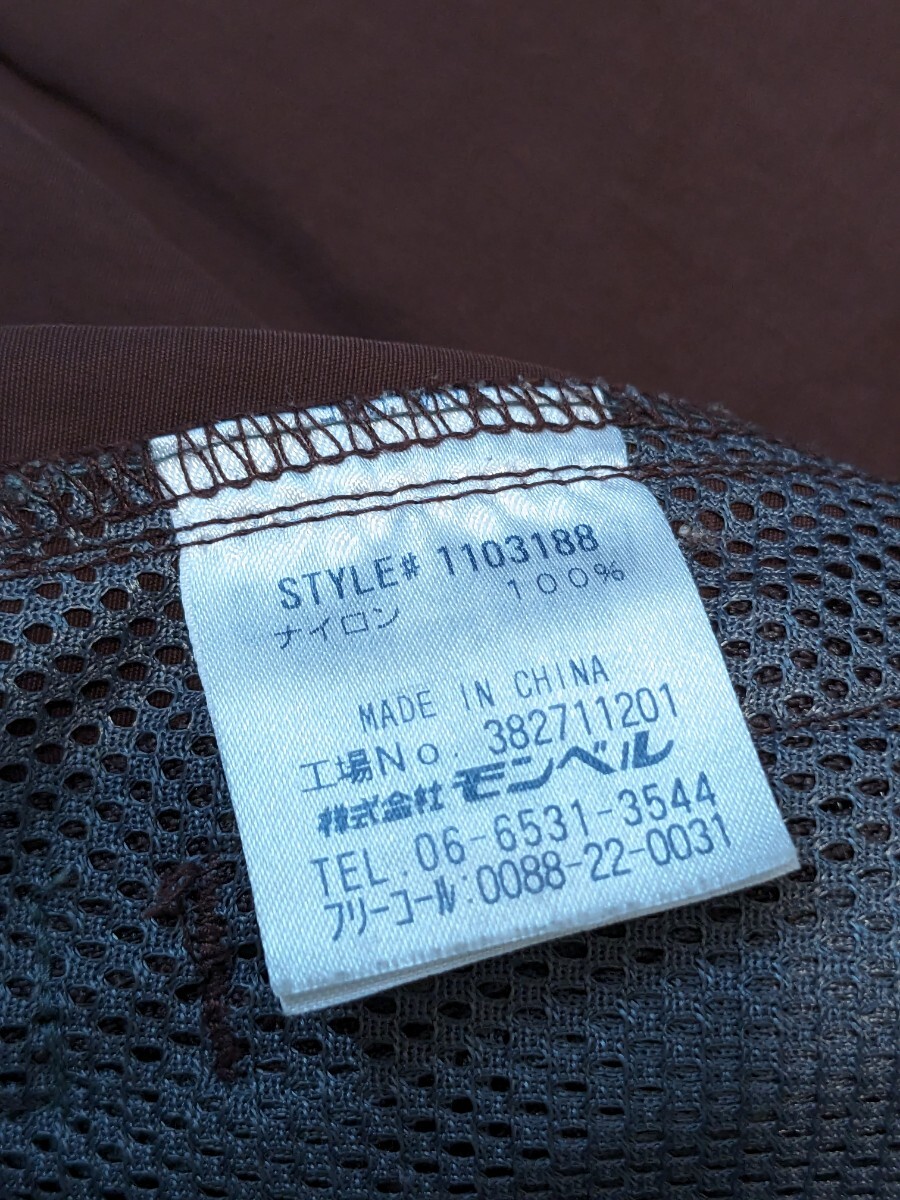 STYLE# 1103188
ナイロン 100%
MADE IN CHINA
工場No. 382711201
株式会社 モンベル
TEL. 06-6531-3544
フリーコール:0088-22-0031